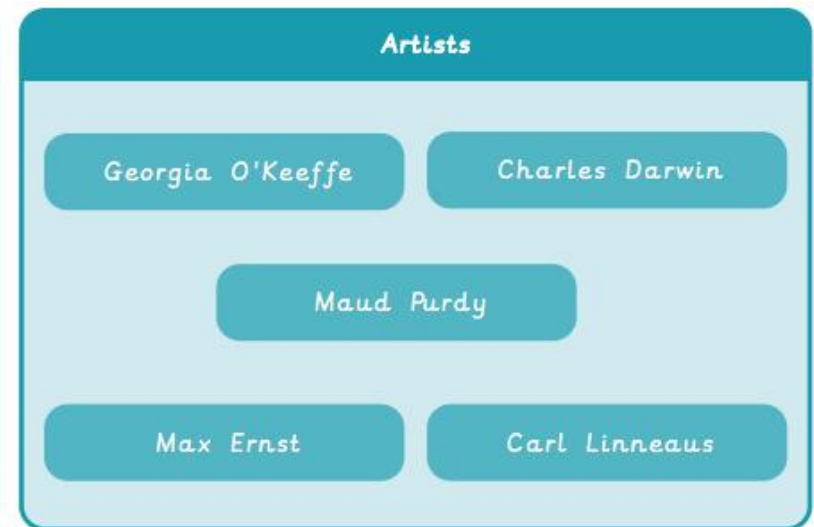 Artists
Georgia O'Keeffe
Charles Darwin
Maud Purdy
Max Ernst
Carl Linneaus